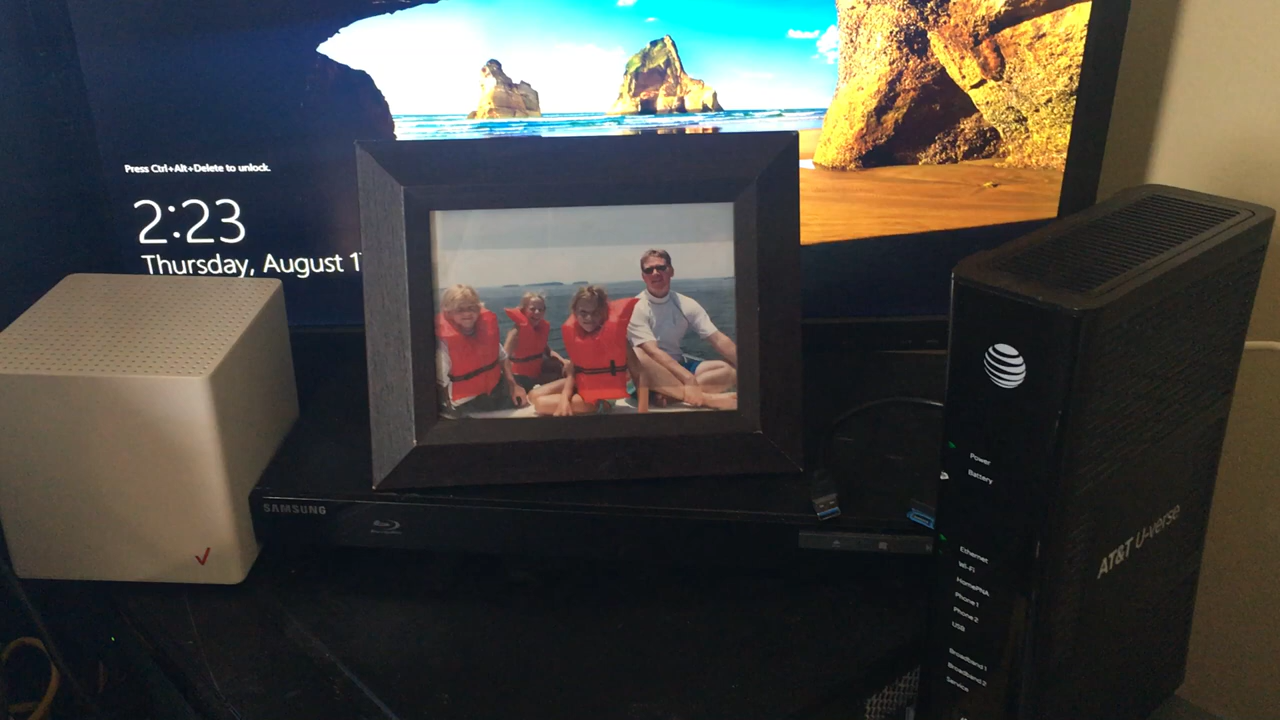 Press Ctrl+Alt+Delete to unlock.
2:23
Thursday, August 1
SAMSUNG
Power
Battery
Ethernet
Wi-Fi
HomePNA
Phone 1
Phone 2
USB
Broadband 1
Broadband 2
Service
AT&T U-verse